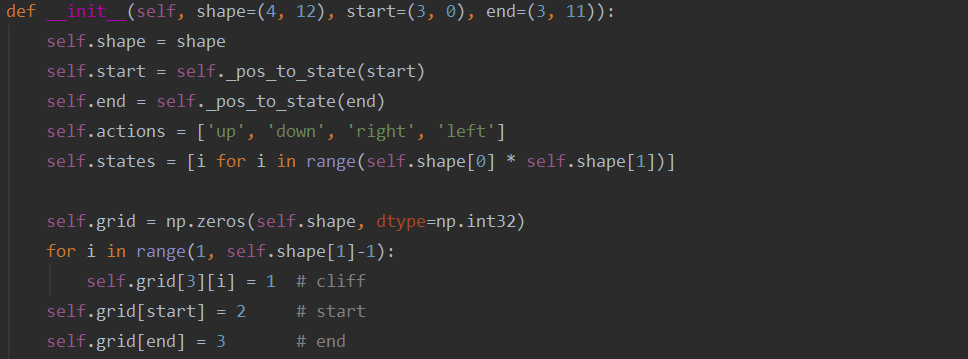 def __init__(self, shape=(4, 12), start=(3, 0), end=(3, 11)):
    self.shape = shape
    self.start = self._pos_to_state(start)
    self.end = self._pos_to_state(end)
    self.actions = ['up', 'down', 'right', 'left']
    self.states = [i for i in range(self.shape[0] * self.shape[1])]

    self.grid = np.zeros(self.shape, dtype=np.int32)
    for i in range(1, self.shape[1]-1):
        self.grid[3][i] = 1  # cliff
    self.grid[start] = 2     # start
    self.grid[end] = 3       # end